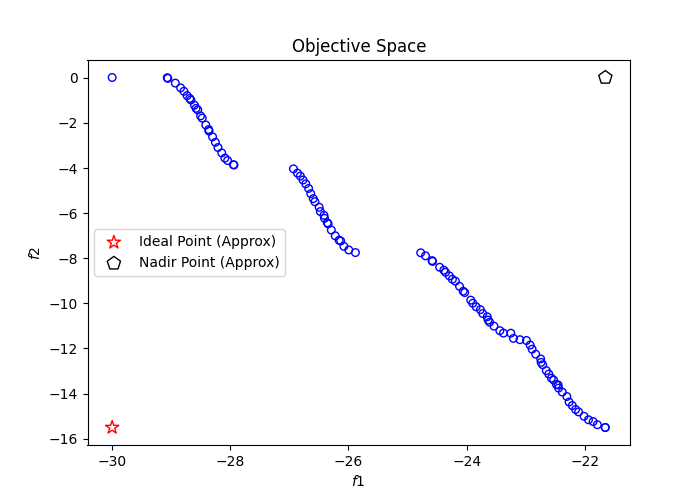 Objective Space
f2
0
−2
−4
−6
−8
−10
−12
−14
−16
Ideal Point (Approx)
Nadir Point (Approx)
−30
−28
−26
−24
−22
f1